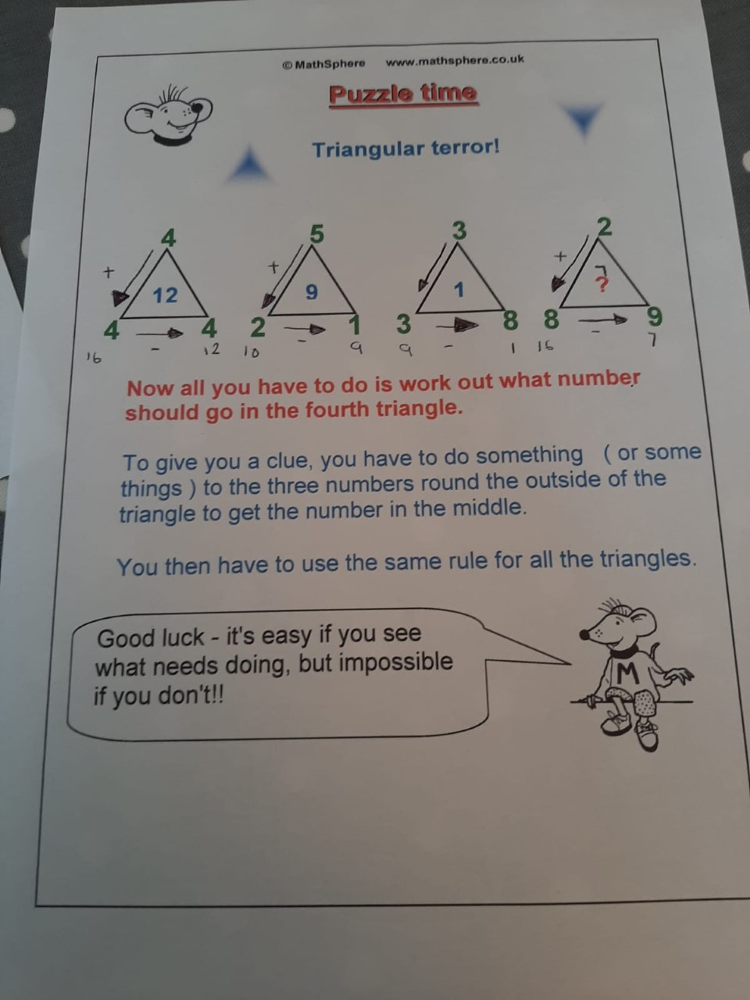 © MathSphere www.mathsphere.co.uk
Puzzle time
Triangular terror!
4 5 3 2
+ + +
12 9 1 7
?
4 4 2 1 3 8 8 9
- - - -
16 12 10 9 9 1 16 7
Now all you have to do is work out what number
should go in the fourth triangle.
To give you a clue, you have to do something ( or some
things ) to the three numbers round the outside of the
triangle to get the number in the middle.
You then have to use the same rule for all the triangles.
Good luck - it's easy if you see
what needs doing, but impossible
if you don't!!
M